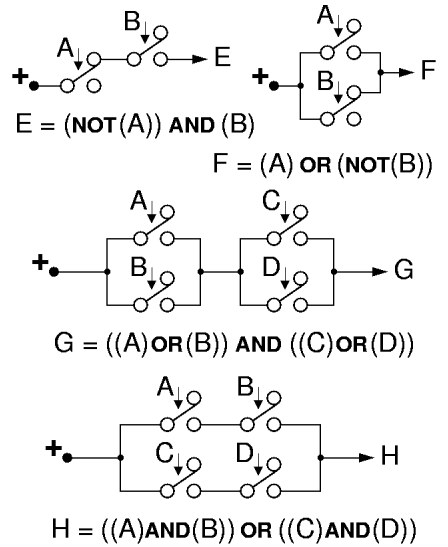 A B + E
E = (NOT(A)) AND (B)
A B + F
F = (A) OR (NOT(B))
A C
+ B D G
G = ((A)OR(B)) AND ((C)OR(D))
A B
+ C D H
H = ((A)AND(B)) OR ((C)AND(D))